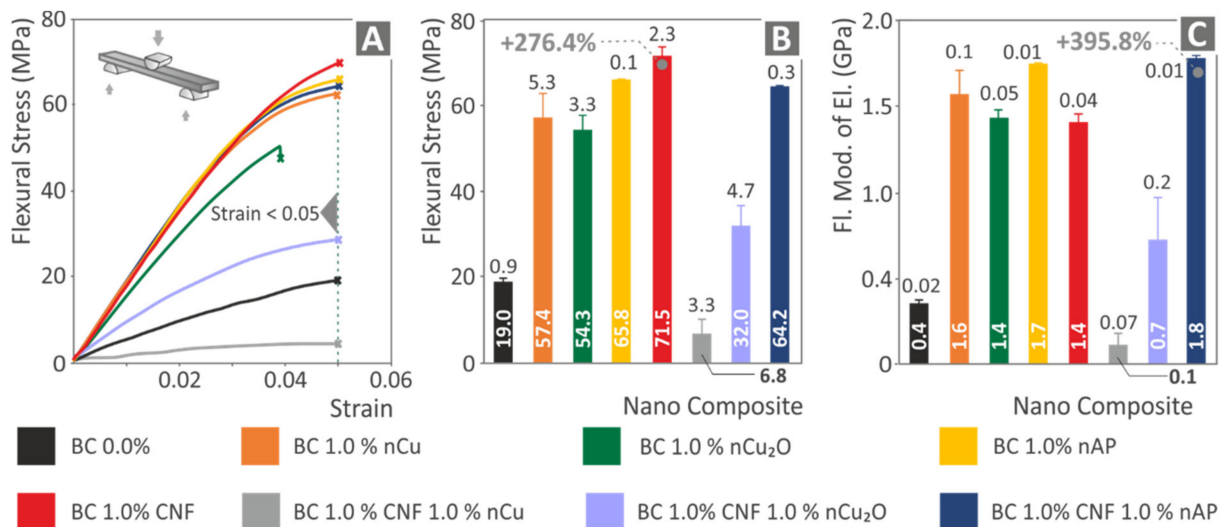 A
Flexural Stress (MPa)
80
60
40
20
0
Strain < 0.05
0.02
0.04
0.06
Strain
B
Flexural Stress (MPa)
80
60
40
20
0
+276.4%
0.9
5.3
3.3
0.1
2.3
3.3
4.7
0.3
19.0
57.4
54.3
65.8
71.5
6.8
32.0
64.2
Nano Composite
C
Fl. Mod. of El. (GPa)
2.
1.5
1.0
0.4
0
+395.8%
0.02
0.1
0.05
0.01
0.04
0.07
0.2
0.01
0.4
1.6
1.4
1.7
1.4
0.1
0.7
1.8
Nano Composite
BC 0.0%
BC 1.0 % nCu
BC 1.0 % nCu₂O
BC 1.0% nAP
BC 1.0% CNF
BC 1.0 % CNF 1.0 % nCu
BC 1.0% CNF 1.0 % nCu₂O
BC 1.0% CNF 1.0 % nAP